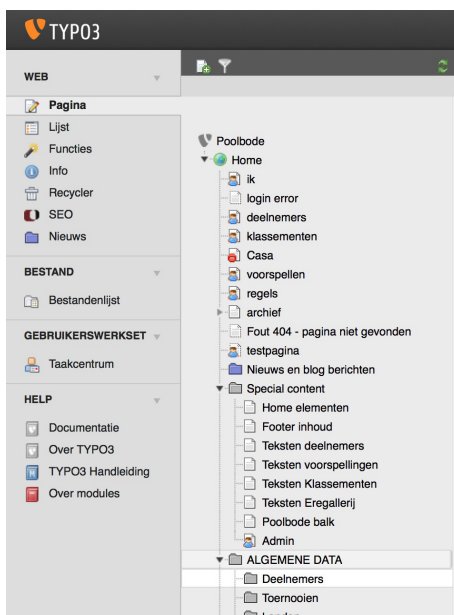 TYPO3
WEB
Pagina
Lijst
Functies
Info
Recycler
SEO
Nieuws
BESTAND
Bestandenlijst
GEBRUIKERSWERKSET
Taakcentrum
HELP
Documentatie
Over TYPO3
TYPO3 Handleiding
Over modules
Poolbode
Home
ik
login error
deelnemers
klassementen
Casa
voorspellen
regels
archief
Fout 404 - pagina niet gevonden
testpagina
Nieuws en blog berichten
Special content
Home elementen
Footer inhoud
Teksten deelnemers
Teksten voorspellingen
Teksten Klassementen
Teksten Eregallerij
Poolbode balk
Admin
ALGEMENE DATA
Deelnemers
Toernooien